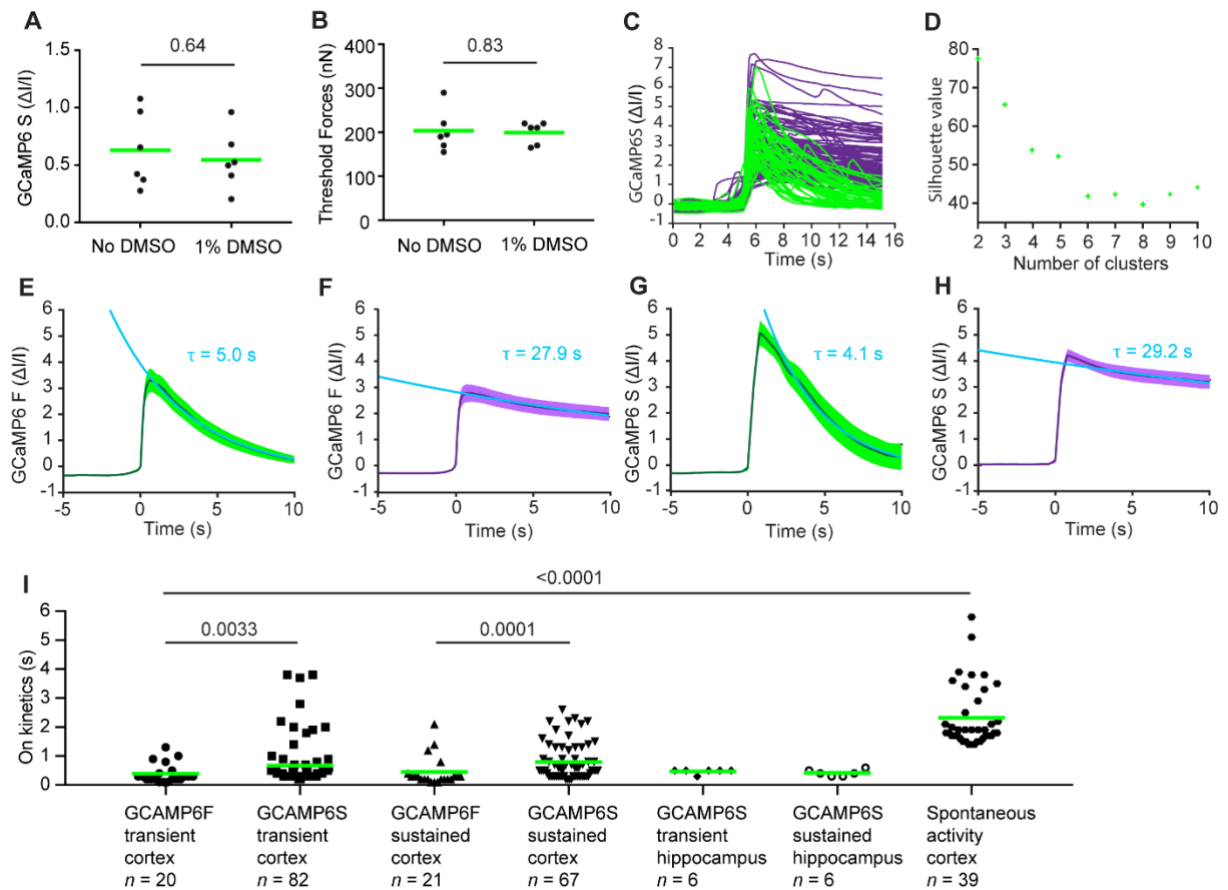 A
0.64
GCaMP6 S (ΔI/I)
1.5
1.0
0.5
0.0
No DMSO 1% DMSO
B
0.83
Threshold Forces (nN)
400
300
200
100
0
No DMSO 1% DMSO
C
GCaMP6S (ΔI/I)
8
7
6
5
4
3
2
1
0
-1
0 2 4 6 8 10 12 14 16
Time (s)
D
Silhouette value
80
70
60
50
40
2 3 4 5 6 7 8 9 10
Number of clusters
E
GCaMP6 F (ΔI/I)
6
5
4
3
2
1
0
-1
τ = 5.0 s
-5 0 5 10
Time (s)
F
GCaMP6 F (ΔI/I)
6
5
4
3
2
1
0
-1
τ = 27.9 s
-5 0 5 10
Time (s)
G
GCaMP6 S (ΔI/I)
6
5
4
3
2
1
0
-1
τ = 4.1 s
-5 0 5 10
Time (s)
H
GCaMP6 S (ΔI/I)
6
5
4
3
2
1
0
-1
τ = 29.2 s
-5 0 5 10
Time (s)
I
<0.0001
0.0033
0.0001
On kinetics (s)
6
5
4
3
2
1
0
GCAMP6F
transient
cortex
n = 20
GCAMP6S
transient
cortex
n = 82
GCAMP6F
sustained
cortex
n = 21
GCAMP6S
sustained
cortex
n = 67
GCAMP6S
transient
hippocampus
n = 6
GCAMP6S
sustained
hippocampus
n = 6
Spontaneous
activity
cortex
n = 39